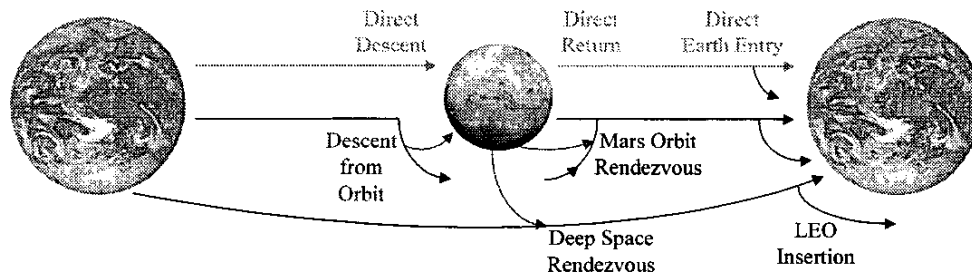 Direct
Descent
Direct
Return
Direct
Earth Entry
Descent
from
Orbit
Mars Orbit
Rendezvous
Deep Space
Rendezvous
LEO
Insertion